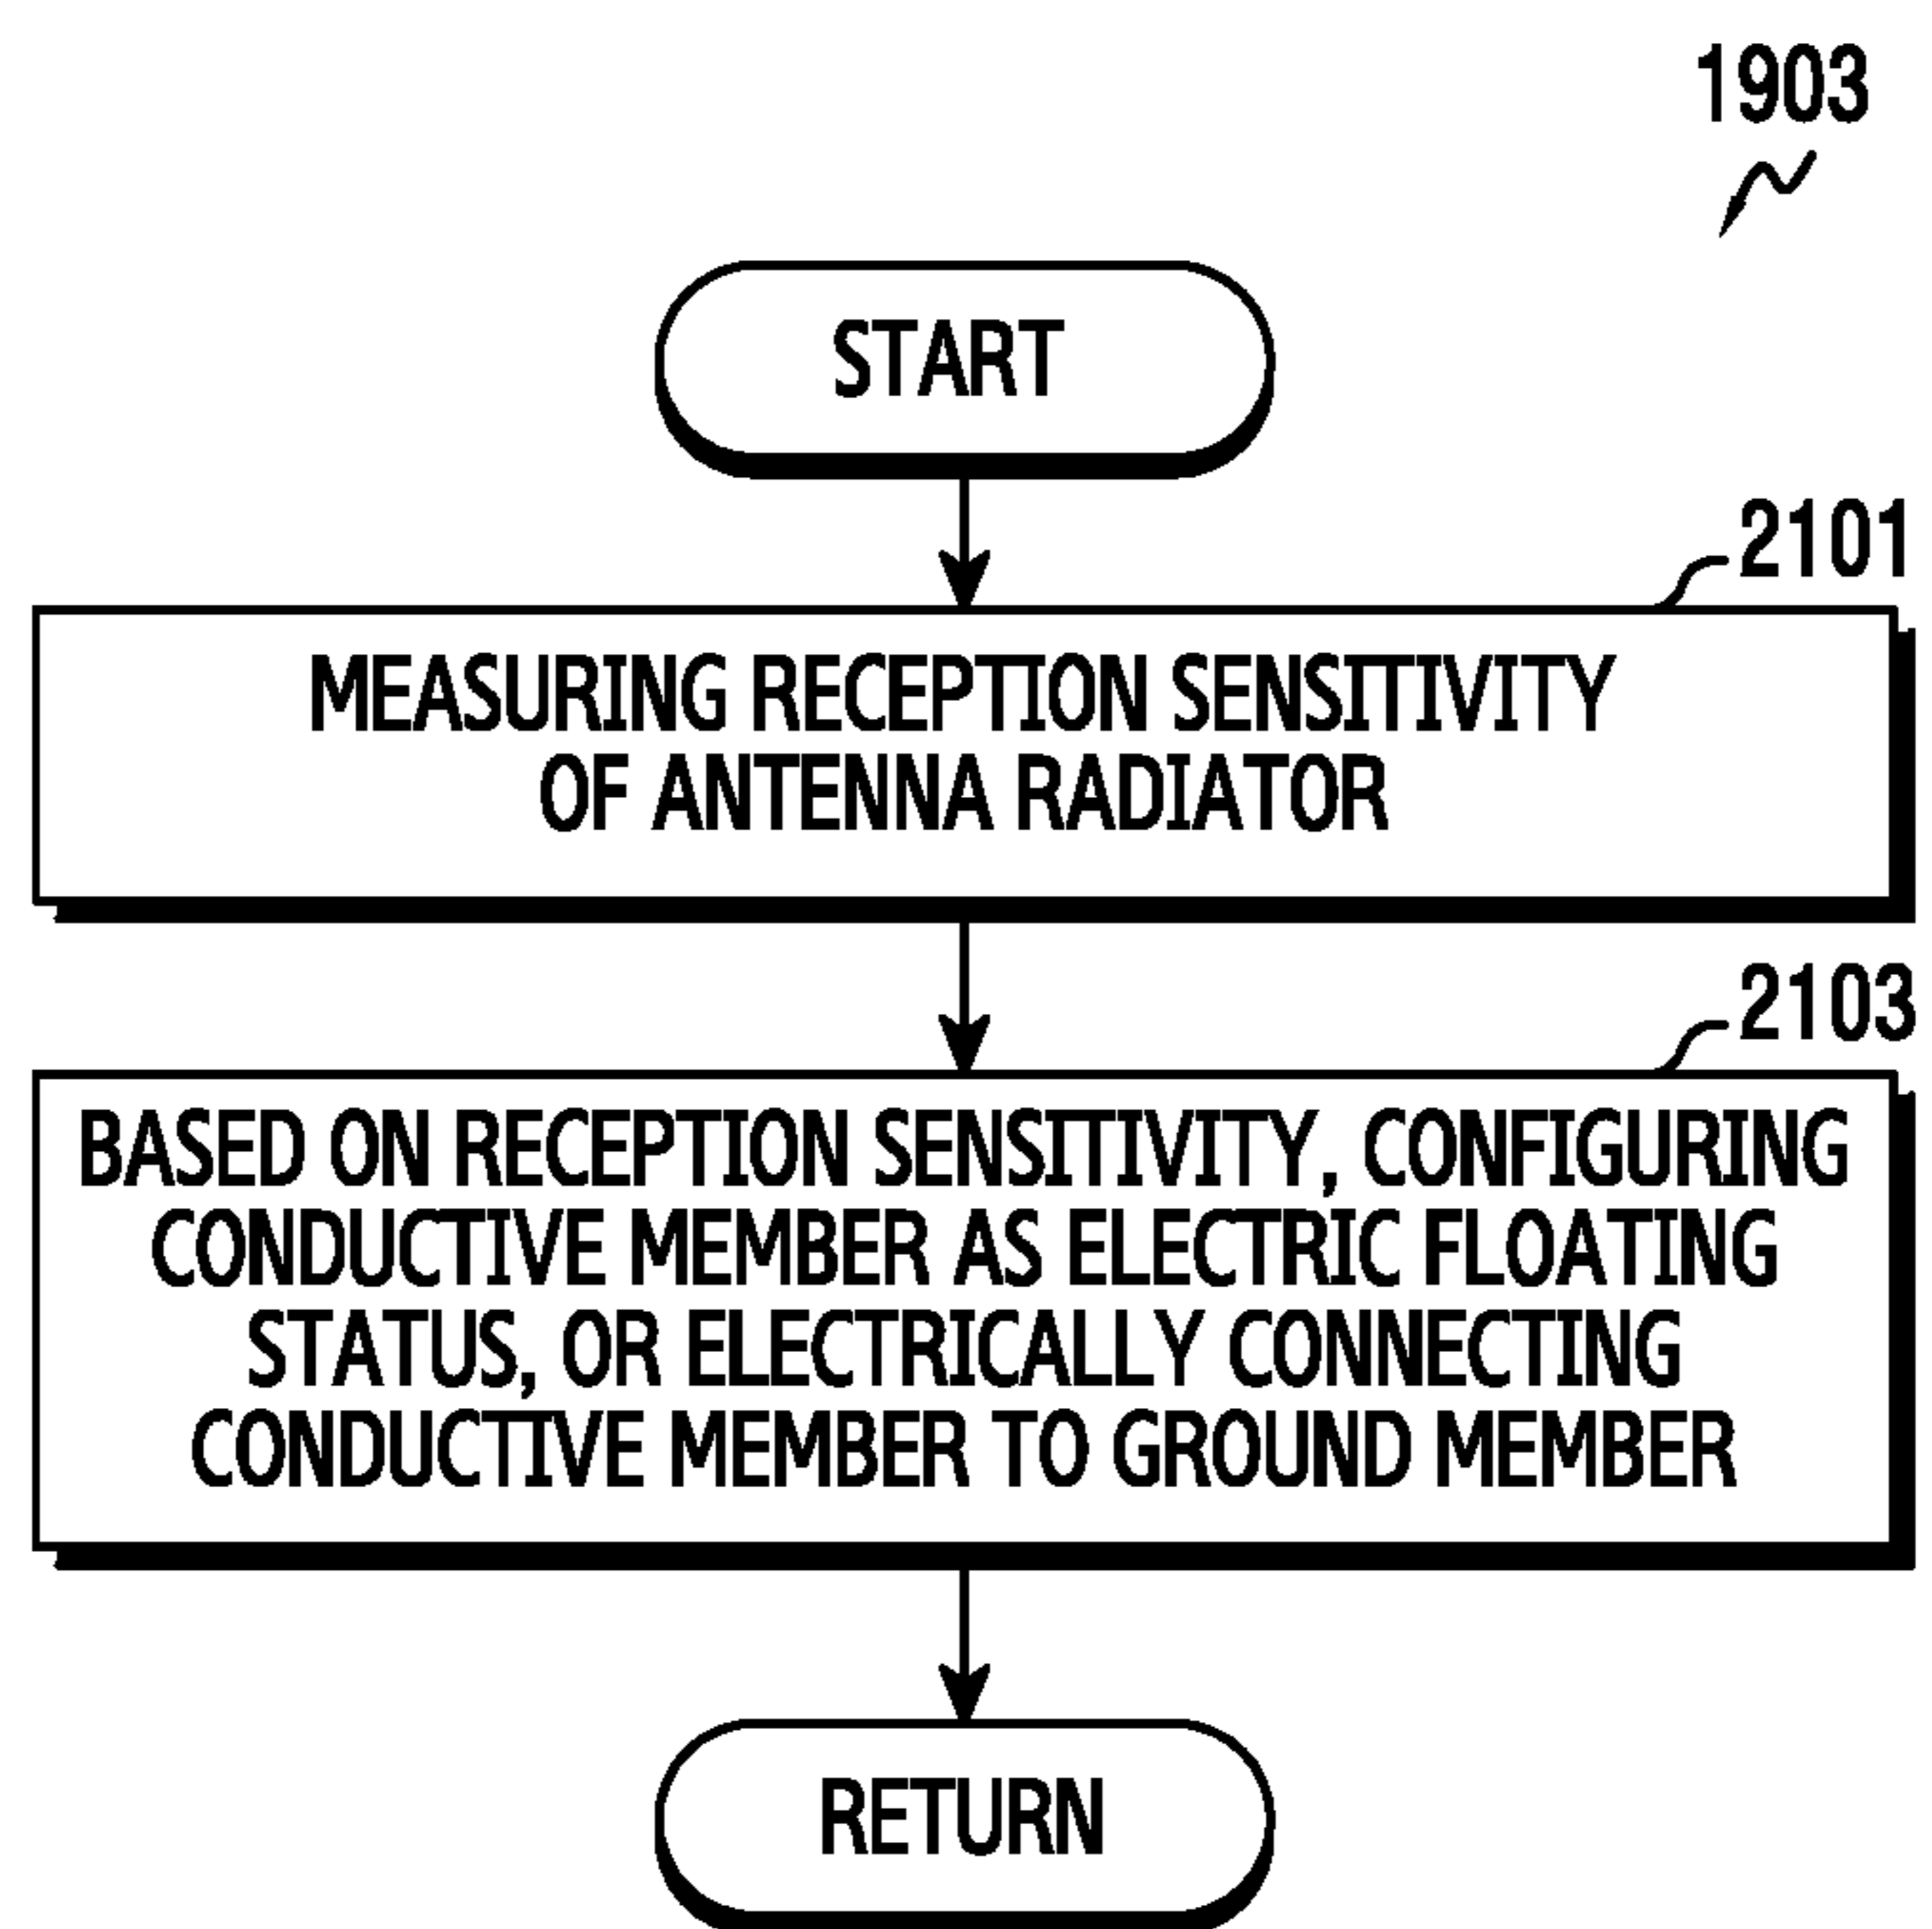 1903
START
2101
MEASURING RECEPTION SENSITIVITY
OF ANTENNA RADIATOR
2103
BASED ON RECEPTION SENSITIVITY, CONFIGURING
CONDUCTIVE MEMBER AS ELECTRIC FLOATING
STATUS, OR ELECTRICALLY CONNECTING
CONDUCTIVE MEMBER TO GROUND MEMBER
RETURN